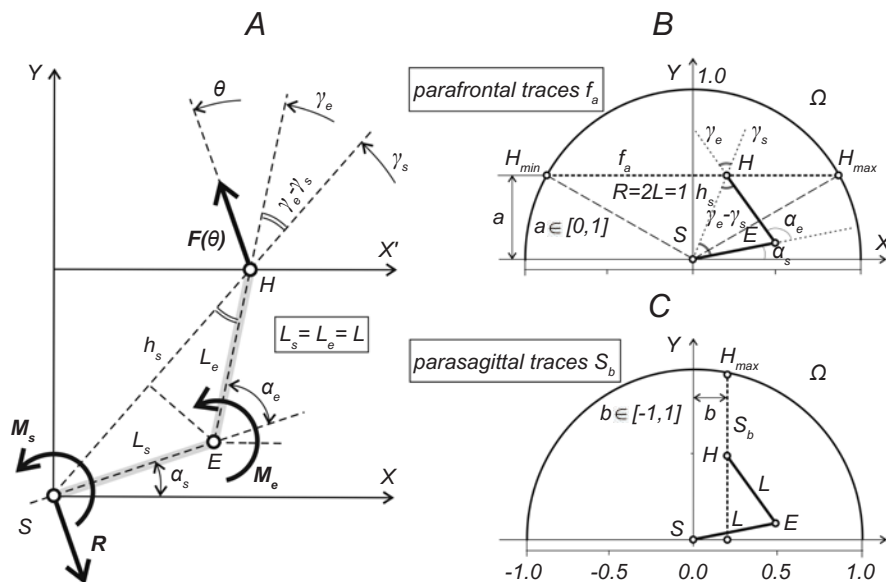 A
Y
θ
γe
γs
γe-γs
F(θ)
X'
H
hs
Le
Ls = Le = L
αe
Ms
Ls
E
Me
αs
X
S
R
B
Y
1.0
parafrontal traces fa
Ω
γe
γs
Hmin
fa
H
Hmax
R=2L=1
hs
a
a∈[0,1]
γe-γs
αe
S
E
αs
X
C
parasagittal traces Sb
Y
Hmax
Ω
b∈[-1,1]
b
Sb
H
L
S
L
E
X
-1.0
-0.5
0.0
0.5
1.0